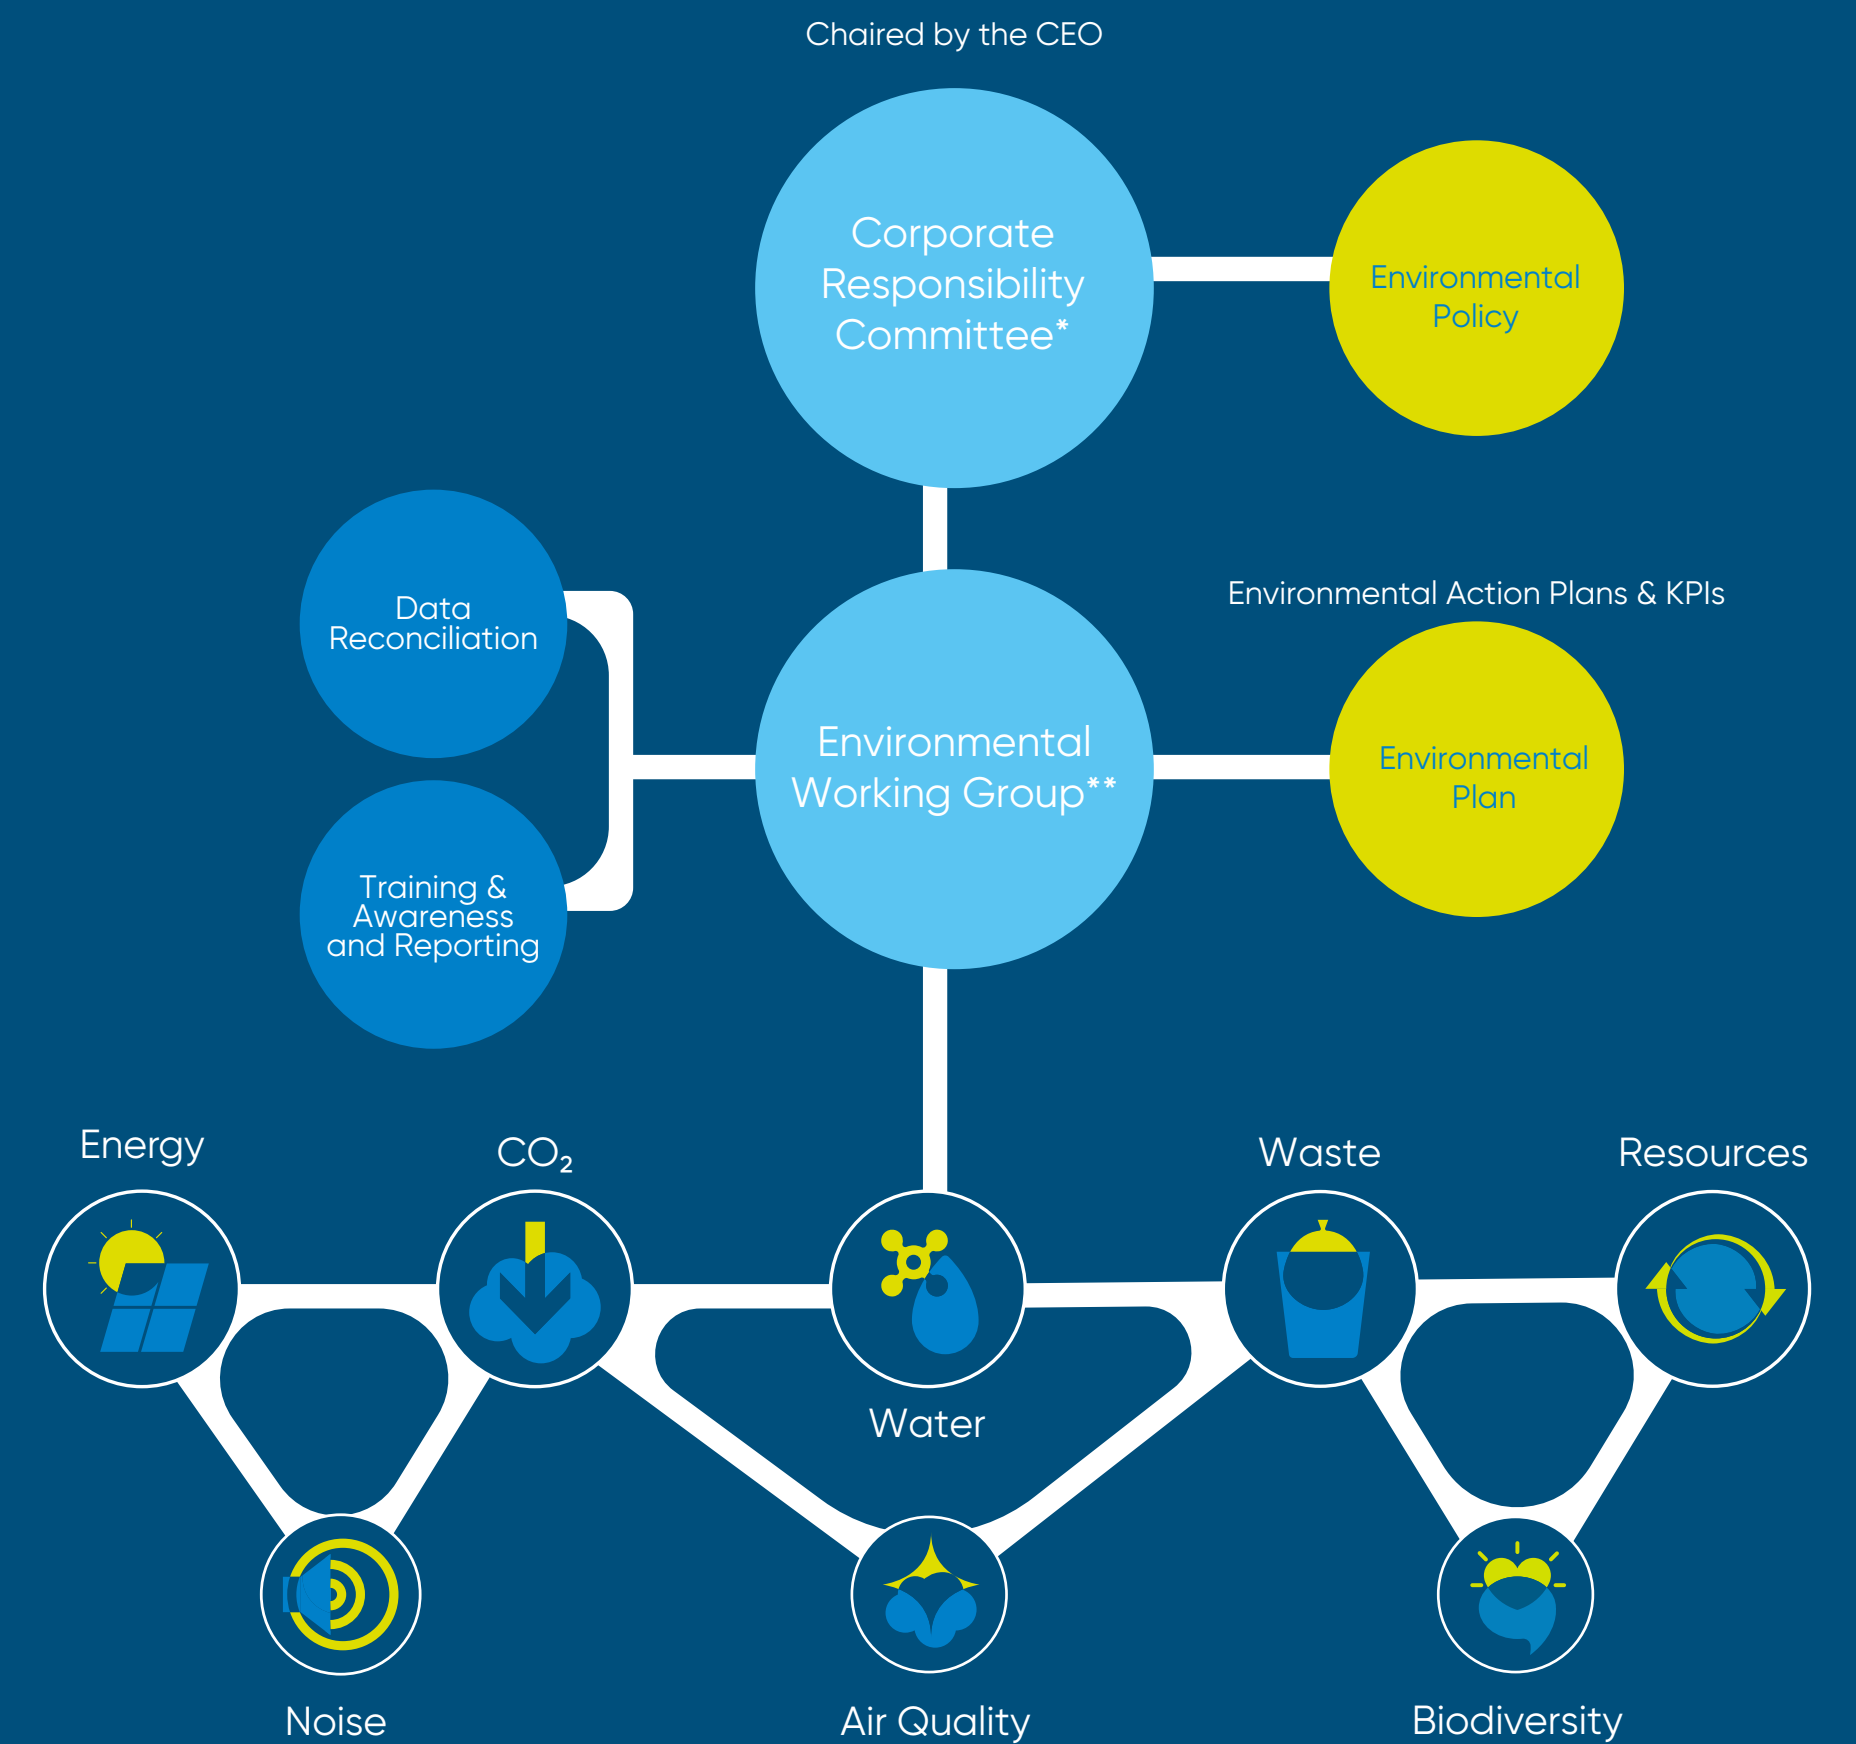 Chaired by the CEO
Corporate
Responsibility
Committee*
Environmental
Policy
Data
Reconciliation
Environmental Action Plans & KPIs
Environmental
Working Group**
Environmental
Plan
Training &
Awareness
and Reporting
Energy
CO₂
Waste
Resources
Water
Noise
Air Quality
Biodiversity